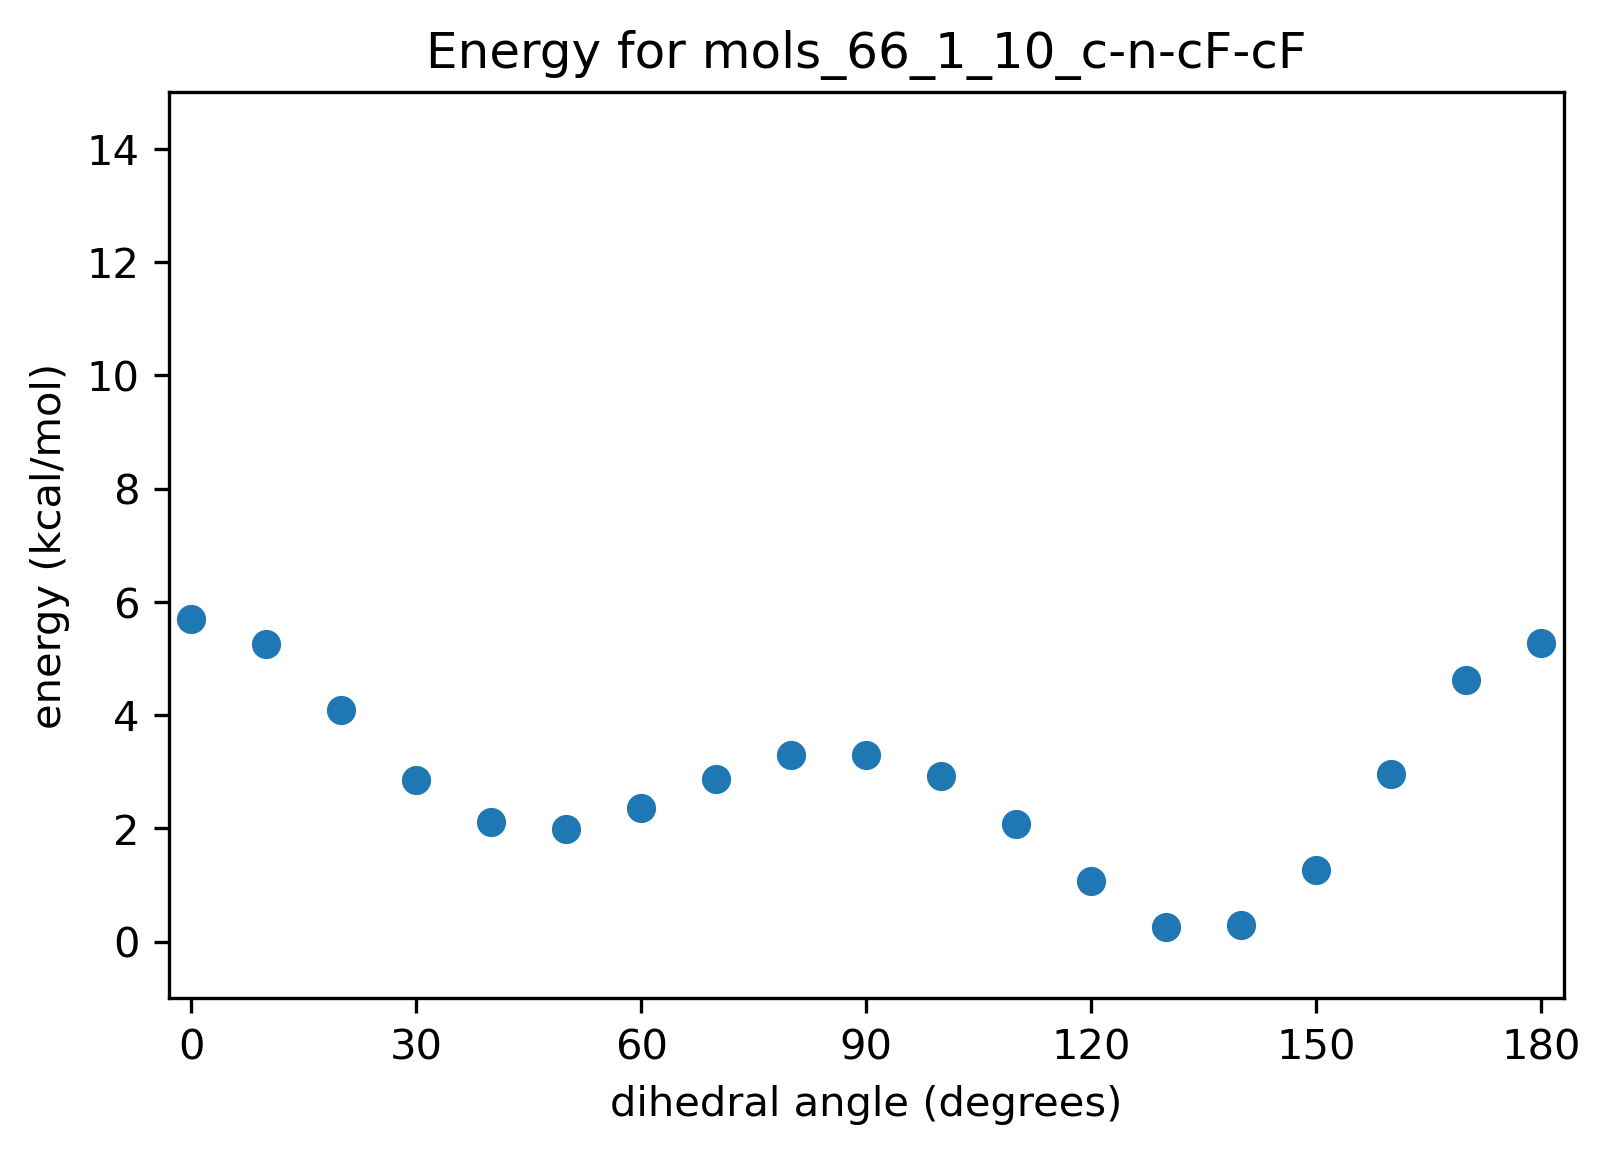 Energy for mols_66_1_10_c-n-cF-cF
14
12
10
8
6
4
2
0
energy (kcal/mol)
0 30 60 90 120 150 180
dihedral angle (degrees)